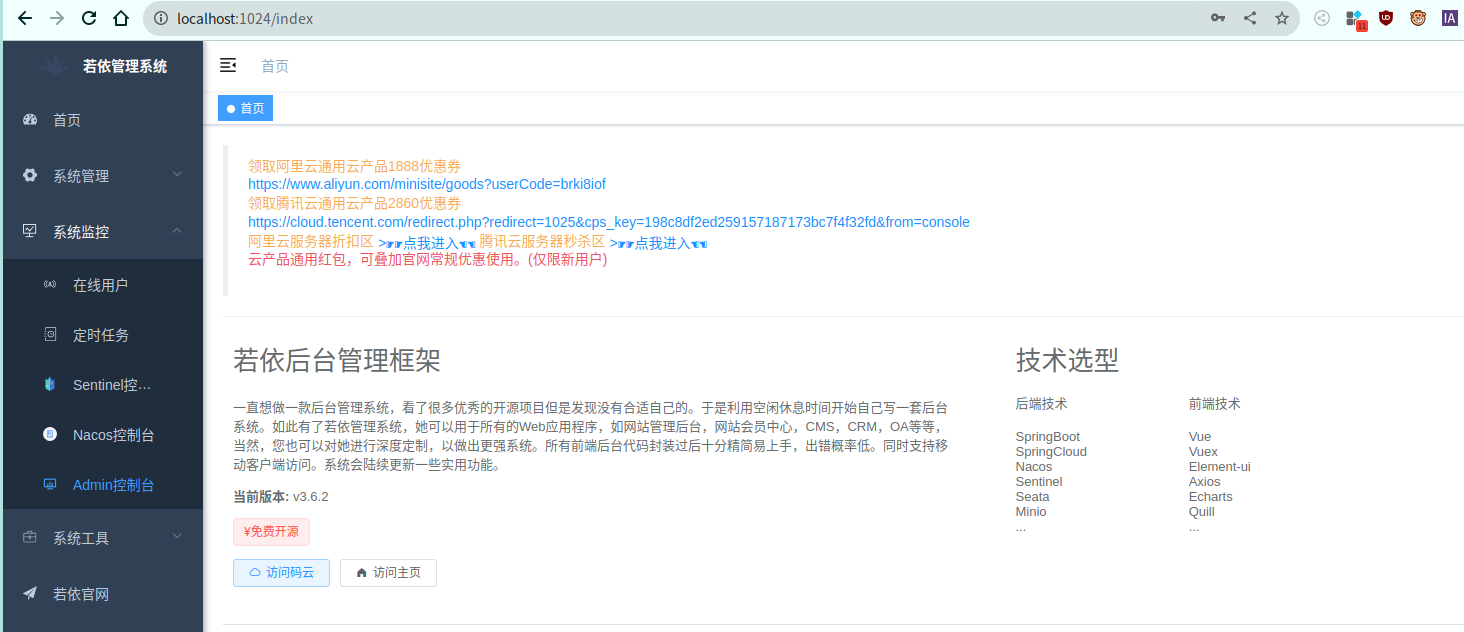 localhost:1024/index
11
UO
IA
若依管理系统
首页
首页
系统管理
系统监控
在线用户
定时任务
Sentinel控…
Nacos控制台
Admin控制台
系统工具
若依官网
首页
领取阿里云通用云产品1888优惠券
https://www.aliyun.com/minisite/goods?userCode=brki8iof
领取腾讯云通用云产品2860优惠券
https://cloud.tencent.com/redirect.php?redirect=1025&cps_key=198c8df2ed259157187173bc7f4f32fd&from=console
阿里云服务器折扣区 >☛☛点我进入☚☚ 腾讯云服务器秒杀区 >☛☛点我进入☚☚
云产品通用红包，可叠加官网常规优惠使用。(仅限新用户)
若依后台管理框架
一直想做一款后台管理系统，看了很多优秀的开源项目但是发现没有合适自己的。于是利用空闲休息时间开始自己写一套后台
系统。如此有了若依管理系统，她可以用于所有的Web应用程序，如网站管理后台，网站会员中心，CMS，CRM，OA等等，
当然，您也可以对她进行深度定制，以做出更强系统。所有前端后台代码封装过后十分精简易上手，出错概率低。同时支持移
动客户端访问。系统会陆续更新一些实用功能。
当前版本: v3.6.2
¥免费开源
访问码云
访问主页
技术选型
后端技术
SpringBoot
SpringCloud
Nacos
Sentinel
Seata
Minio
...
前端技术
Vue
Vuex
Element-ui
Axios
Echarts
Quill
...